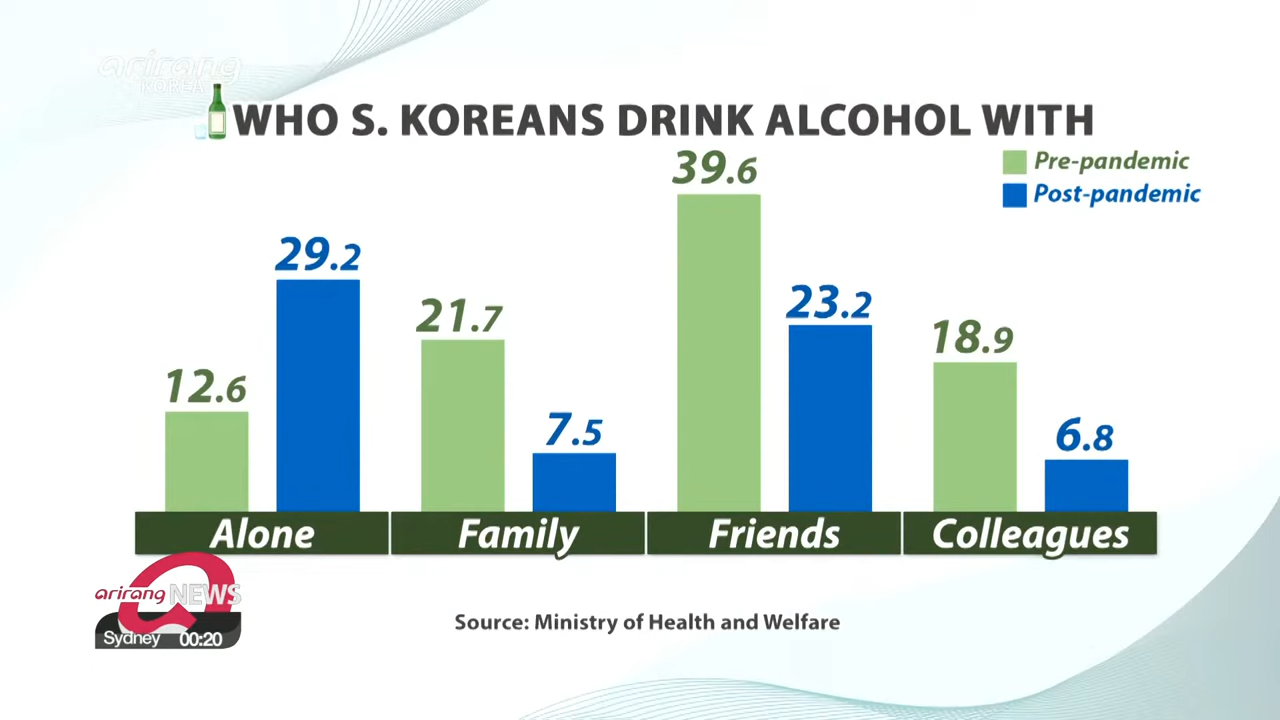 arirang
KOREA
WHO S. KOREANS DRINK ALCOHOL WITH
Pre-pandemic
Post-pandemic
39.6
29.2
23.2
21.7
18.9
12.6
7.5
6.8
Alone Family Friends Colleagues
arirang NEWS
Sydney 00:20
Source: Ministry of Health and Welfare